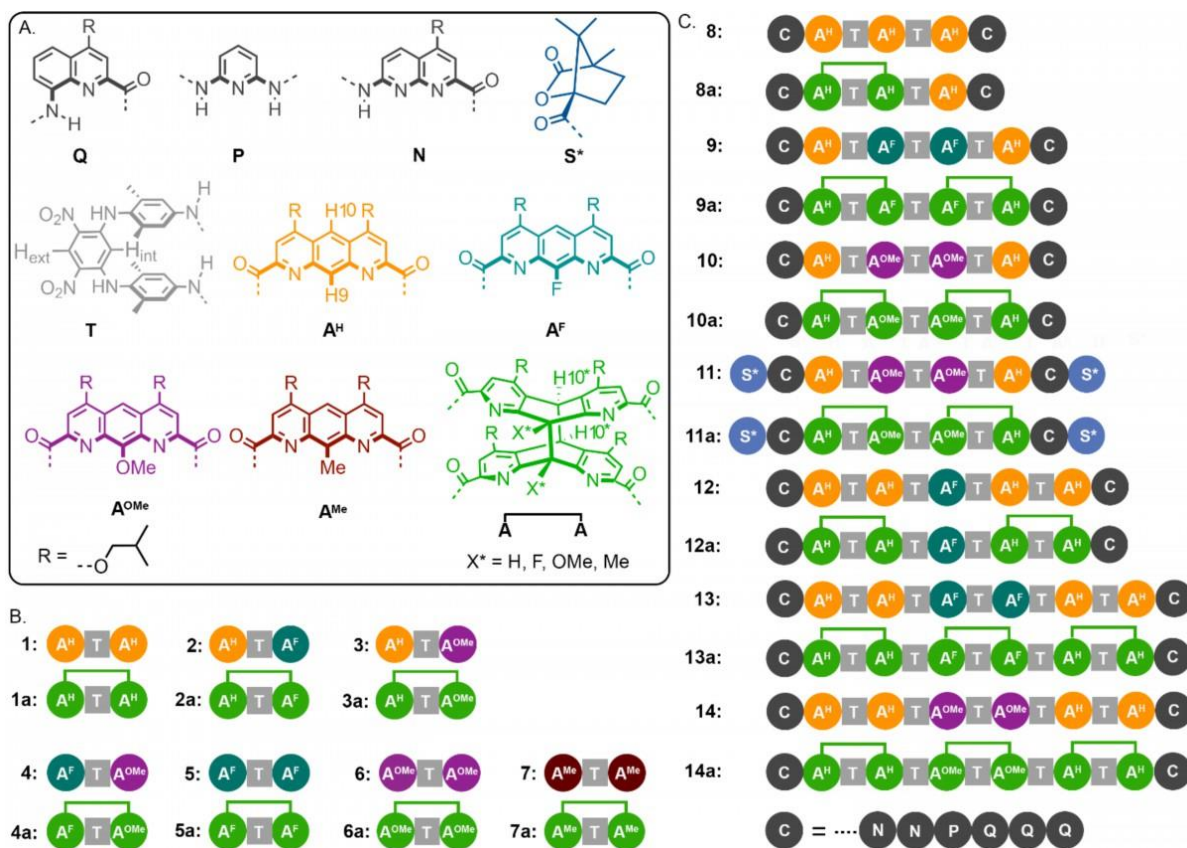 A.
R
O
N
N
H
Q
N
N
H
N
H
P
R
O
N
N
N
H
N
O
O
O
S*
O₂N
HN
H
N
Hext
Hint
O₂N
HN
H
N
T
R H10 R
O
N
N
O
H9
Aᴴ
R
R
O
N
N
O
F
Aꟳ
R
R
O
N
N
O
OMe
Aᴼᴹᵉ
R
R
O
N
N
O
Me
Aᴹᵉ
R
H10*
R
O
O
N
X*
N
R
H10*
R
O
O
N
N
X*
A A
R = --O
X* = H, F, OMe, Me
B.
1: Aᴴ T Aᴴ
1a: Aᴴ T Aᴴ
2: Aᴴ T Aꟳ
2a: Aᴴ T Aꟳ
3: Aᴴ T Aᴼᴹᵉ
3a: Aᴴ T Aᴼᴹᵉ
4: Aꟳ T Aᴼᴹᵉ
4a: Aꟳ T Aᴼᴹᵉ
5: Aꟳ T Aꟳ
5a: Aꟳ T Aꟳ
6: Aᴼᴹᵉ T Aᴼᴹᵉ
6a: Aᴼᴹᵉ T Aᴼᴹᵉ
7: Aᴹᵉ T Aᴹᵉ
7a: Aᴹᵉ T Aᴹᵉ
C.
8: C Aᴴ T Aᴴ T Aᴴ C
8a: C Aᴴ T Aᴴ T Aᴴ C
9: C Aᴴ T Aꟳ T Aꟳ T Aᴴ C
9a: C Aᴴ T Aꟳ T Aꟳ T Aᴴ C
10: C Aᴴ T Aᴼᴹᵉ T Aᴼᴹᵉ T Aᴴ C
10a: C Aᴴ T Aᴼᴹᵉ T Aᴼᴹᵉ T Aᴴ C
11: S* C Aᴴ T Aᴼᴹᵉ T Aᴼᴹᵉ T Aᴴ C S*
11a: S* C Aᴴ T Aᴼᴹᵉ T Aᴼᴹᵉ T Aᴴ C S*
12: C Aᴴ T Aᴴ T Aꟳ T Aᴴ T Aᴴ C
12a: C Aᴴ T Aᴴ T Aꟳ T Aᴴ T Aᴴ C
13: C Aᴴ T Aᴴ T Aꟳ T Aꟳ T Aᴴ T Aᴴ C
13a: C Aᴴ T Aᴴ T Aꟳ T Aꟳ T Aᴴ T Aᴴ C
14: C Aᴴ T Aᴴ T Aᴼᴹᵉ T Aᴼᴹᵉ T Aᴴ T Aᴴ C
14a: C Aᴴ T Aᴴ T Aᴼᴹᵉ T Aᴼᴹᵉ T Aᴴ T Aᴴ C
C = ---- N N P Q Q Q